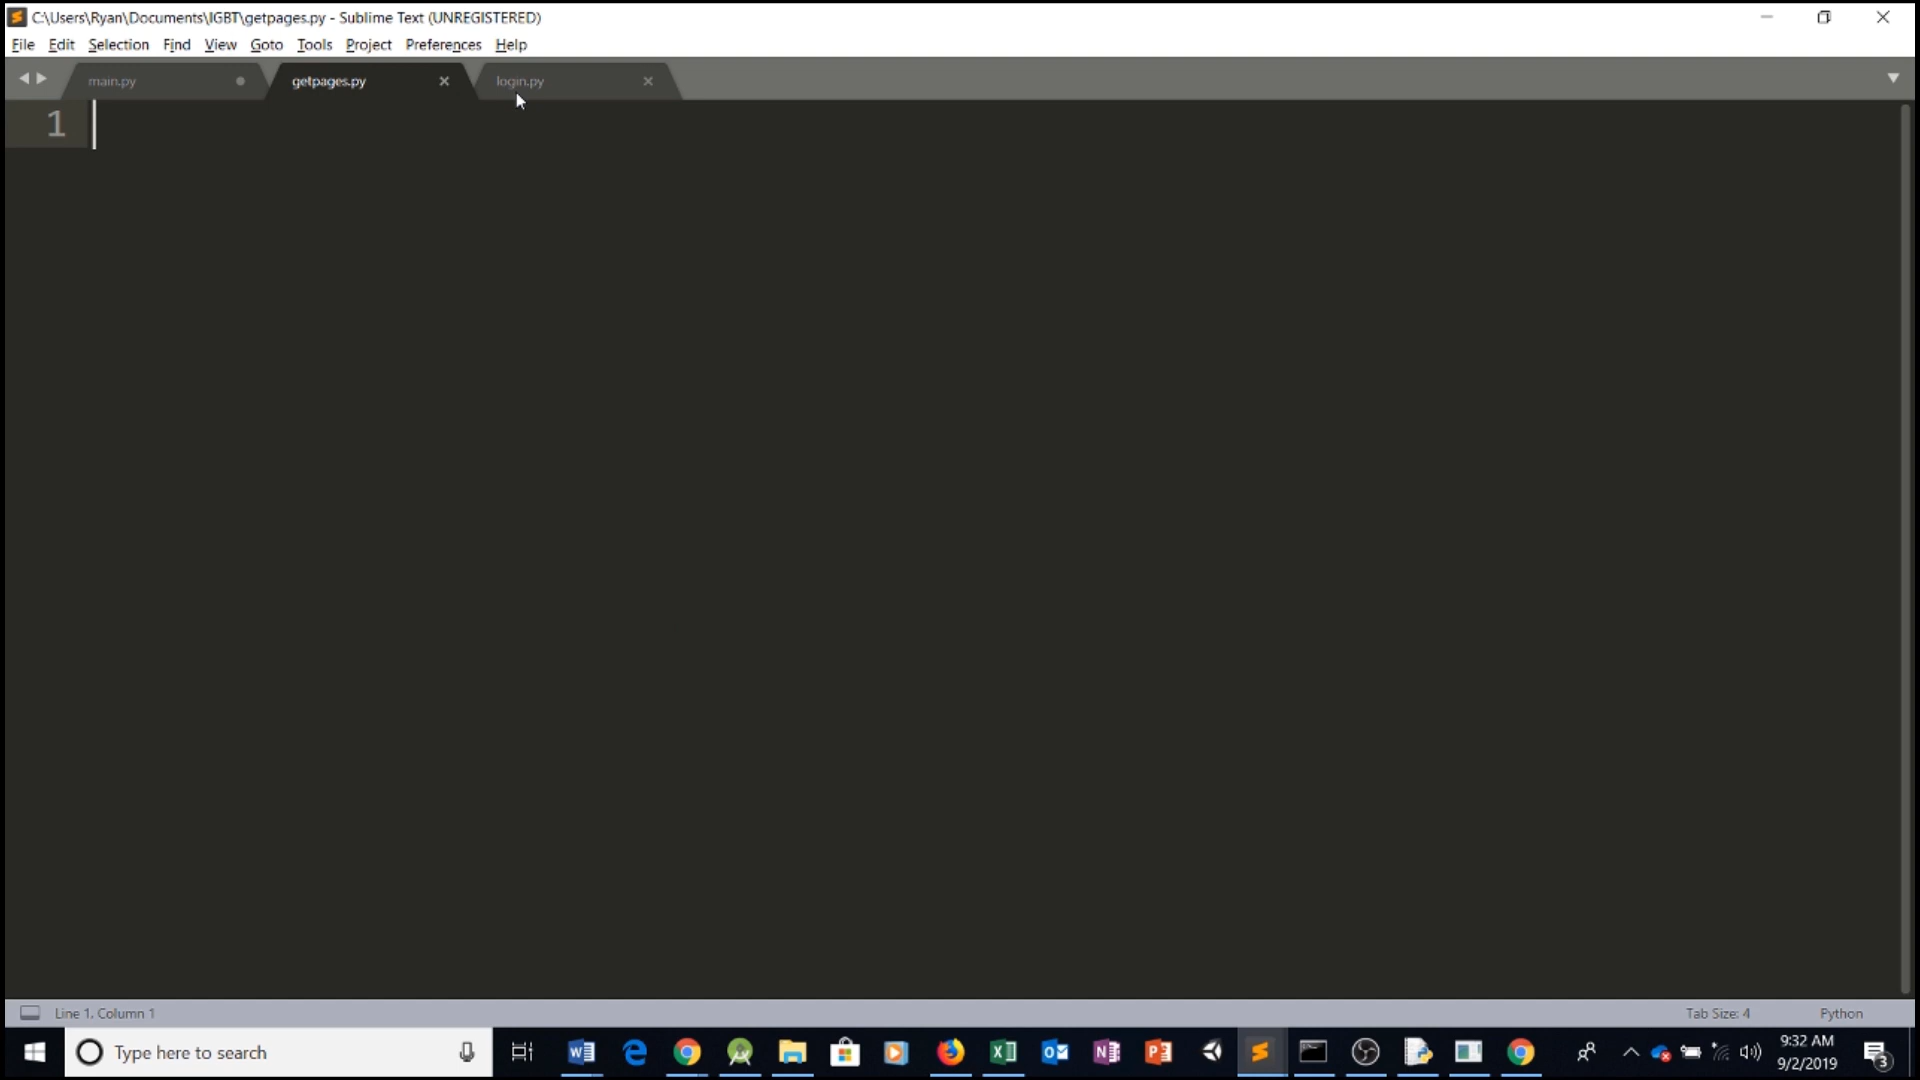 C:\Users\Ryan\Documents\IGBT\getpages.py - Sublime Text (UNREGISTERED)
File Edit Selection Find View Goto Tools Project Preferences Help
main.py getpages.py login.py
1
Line 1, Column 1 Tab Size: 4 Python
Type here to search
9:32 AM
9/2/2019
3